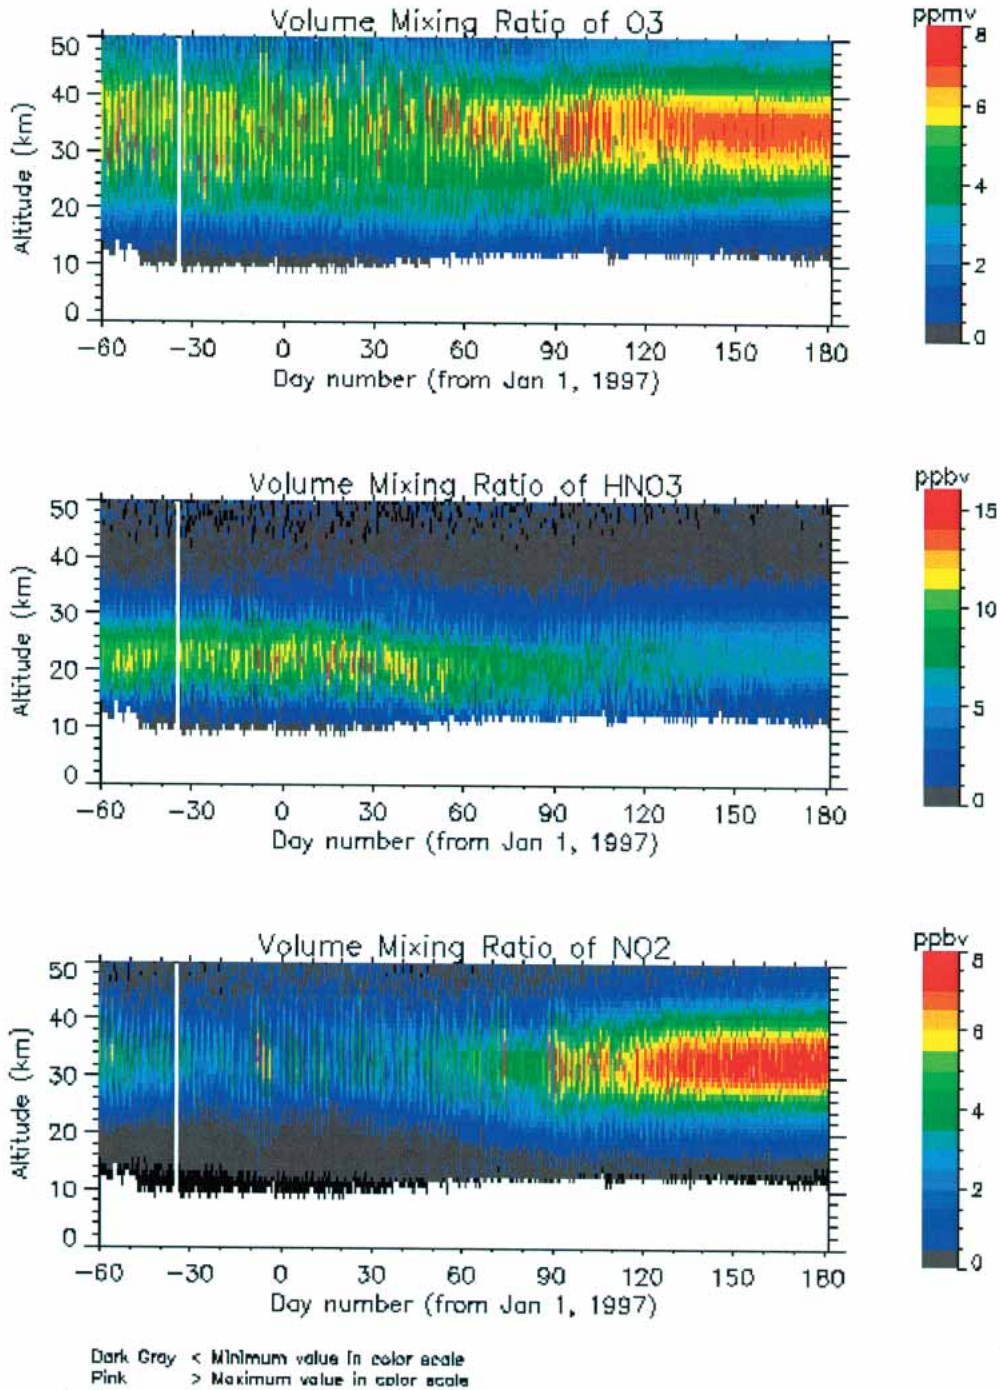 Volume Mixing Ratio of O3
ppmv
50
40
30
20
10
0
Altitude (km)
8
6
4
2
0
-60 -30 0 30 60 90 120 150 180
Day number (from Jan 1, 1997)
Volume Mixing Ratio of HNO3
ppbv
50
40
30
20
10
0
Altitude (km)
15
10
5
0
-60 -30 0 30 60 90 120 150 180
Day number (from Jan 1, 1997)
Volume Mixing Ratio of NO2
ppbv
50
40
30
20
10
0
Altitude (km)
8
6
4
2
0
-60 -30 0 30 60 90 120 150 180
Day number (from Jan 1, 1997)
Dark Gray < Minimum value in color scale
Pink > Maximum value in color scale